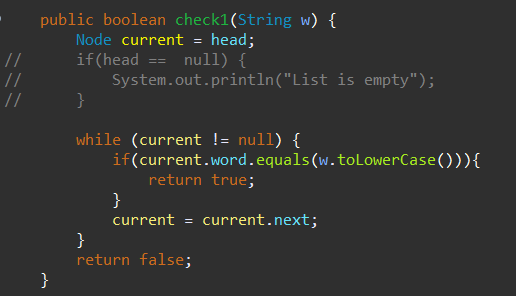 public boolean check1(String w) {
Node current = head;
// if(head ==  null) {
// System.out.println("List is empty");
// }
while (current != null) {
if(current.word.equals(w.toLowerCase())){
return true;
}
current = current.next;
}
return false;
}